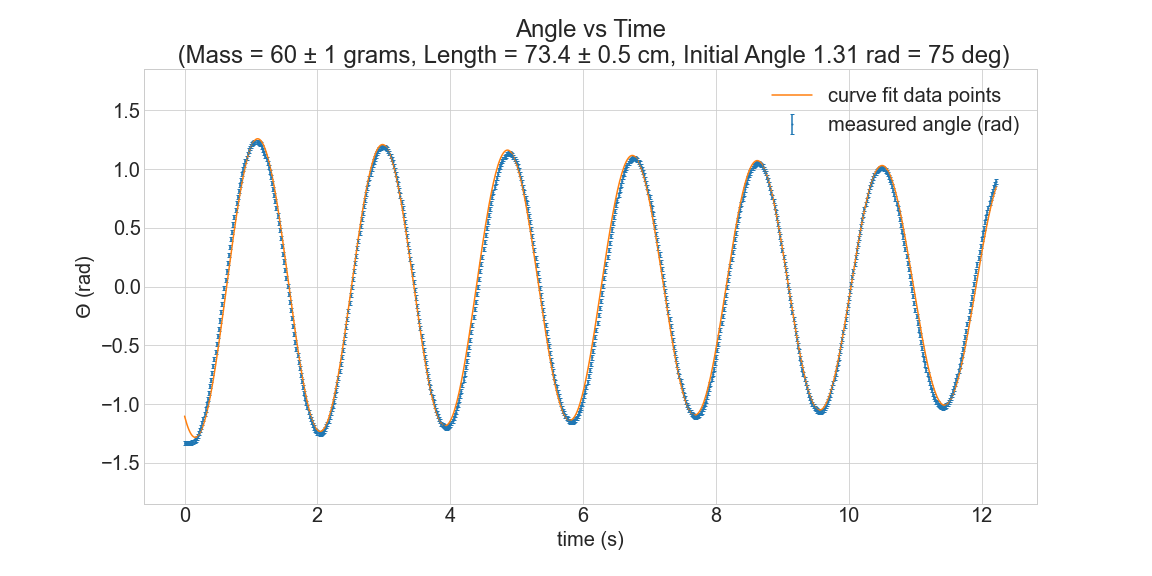 Angle vs Time
(Mass = 60 ± 1 grams, Length = 73.4 ± 0.5 cm, Initial Angle 1.31 rad = 75 deg)
curve fit data points
measured angle (rad)
1.5
1.0
0.5
0.0
−0.5
−1.0
−1.5
Θ (rad)
0 2 4 6 8 10 12
time (s)